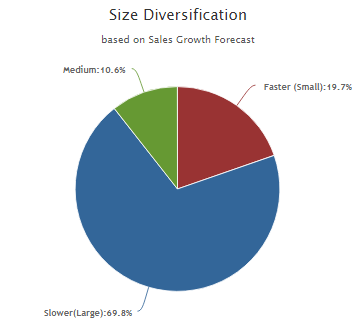 Size Diversification
based on Sales Growth Forecast
Medium:10.6%
Faster (Small):19.7%
Slower(Large):69.8%